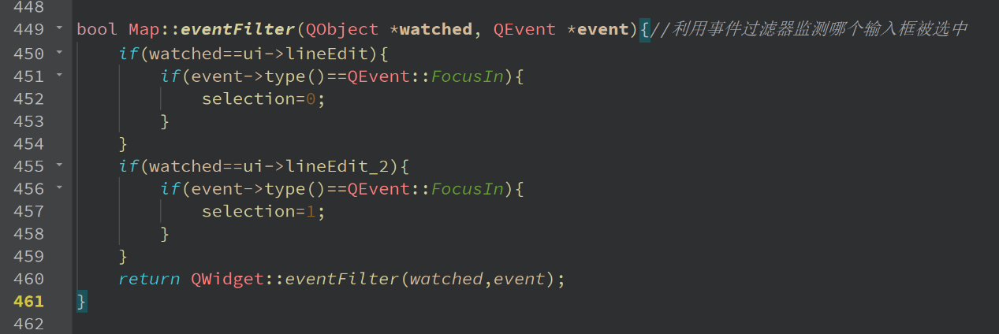 448
449 bool Map::eventFilter(QObject *watched, QEvent *event){//利用事件过滤器监测哪个输入框被选中
450     if(watched==ui->lineEdit){
451         if(event->type()==QEvent::FocusIn){
452             selection=0;
453         }
454     }
455     if(watched==ui->lineEdit_2){
456         if(event->type()==QEvent::FocusIn){
457             selection=1;
458         }
459     }
460     return QWidget::eventFilter(watched,event);
461 }
462